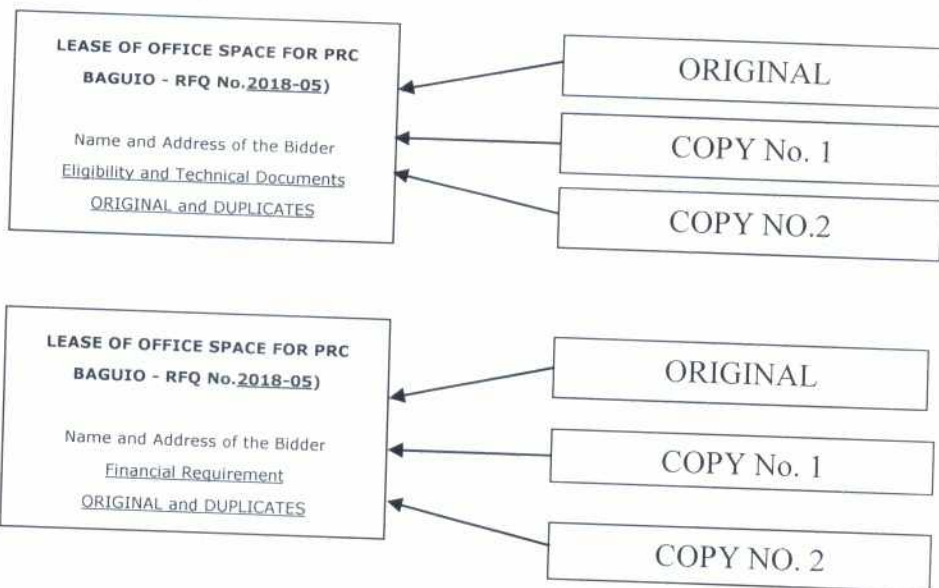 LEASE OF OFFICE SPACE FOR PRC
BAGUIO - RFQ No.2018-05)
Name and Address of the Bidder
Eligibility and Technical Documents
ORIGINAL and DUPLICATES
ORIGINAL
COPY No. 1
COPY NO.2
LEASE OF OFFICE SPACE FOR PRC
BAGUIO - RFQ No.2018-05)
Name and Address of the Bidder
Financial Requirement
ORIGINAL and DUPLICATES
ORIGINAL
COPY No. 1
COPY NO. 2